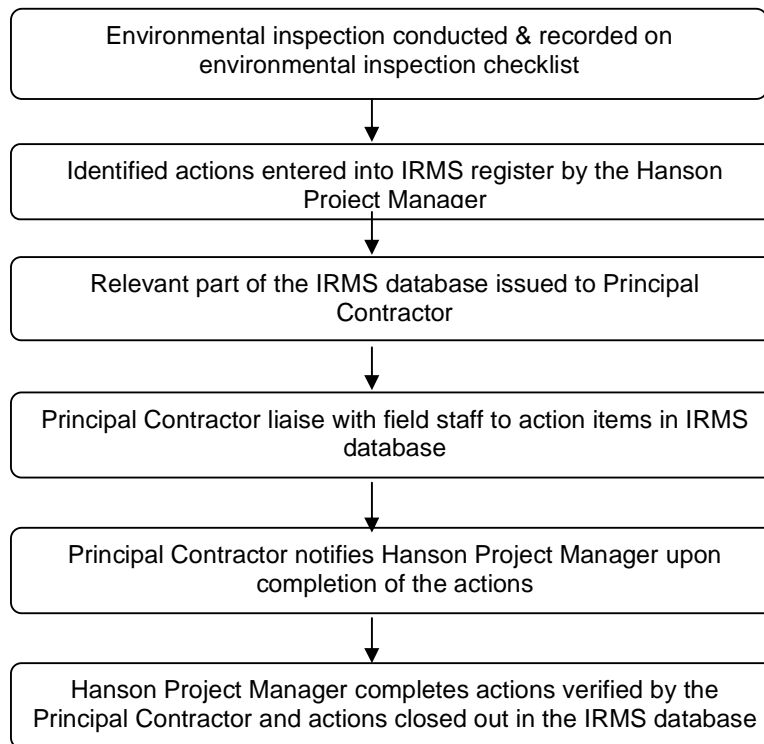 Environmental inspection conducted & recorded on
environmental inspection checklist
Identified actions entered into IRMS register by the Hanson
Project Manager
Relevant part of the IRMS database issued to Principal
Contractor
Principal Contractor liaise with field staff to action items in IRMS
database
Principal Contractor notifies Hanson Project Manager upon
completion of the actions
Hanson Project Manager completes actions verified by the
Principal Contractor and actions closed out in the IRMS database